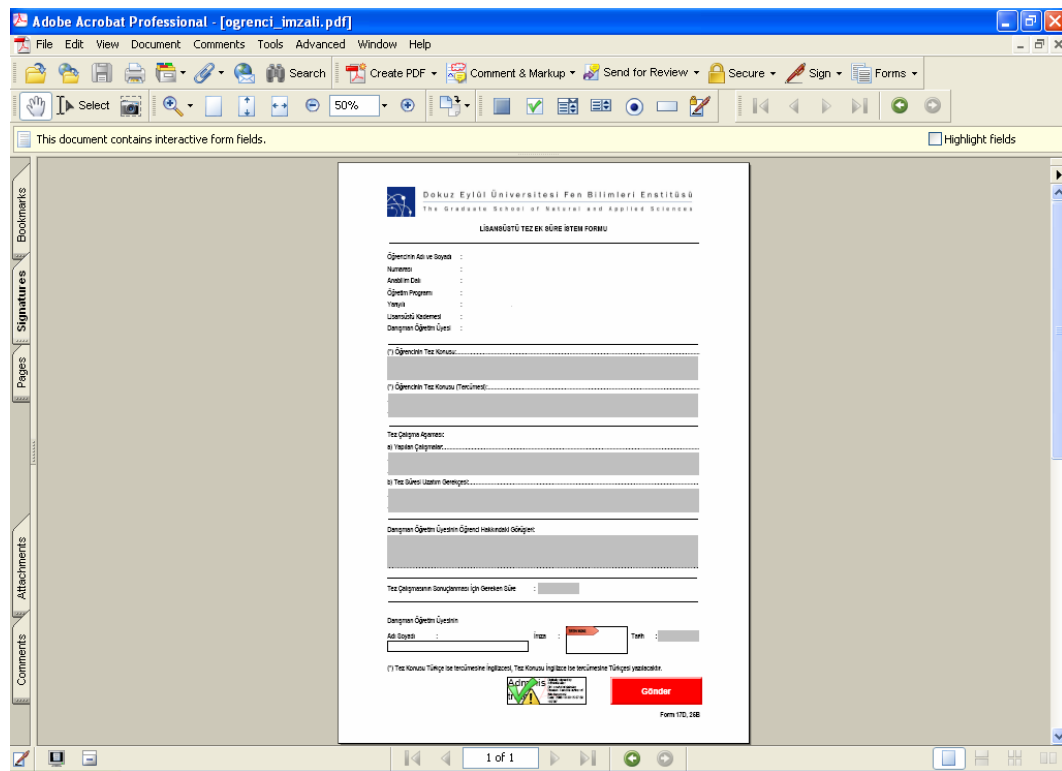 Adobe Acrobat Professional - [ogrenci_imzali.pdf]
File Edit View Document Comments Tools Advanced Window Help
Search Create PDF Comment & Markup Send for Review Secure Sign Forms
Select 50%
This document contains interactive form fields. Highlight fields
Bookmarks
Signatures
Pages
Attachments
Comments
Dokuz Eylül Üniversitesi Fen Bilimleri Enstitüsü
The Graduate School of Natural and Applied Sciences
LİSANSÜSTÜ TEZ EK SÜRE İSTEM FORMU
Öğrencinin Adı ve Soyadı :
Numarası :
Anabilim Dalı :
Öğretim Programı :
Yarıyılı :
Lisansüstü Kademesi :
Danışman Öğretim Üyesi :
(*) Öğrencinin Tez Konusu:
(*) Öğrencinin Tez Konusu (Tercümesi):
Tez Çalışma Aşaması:
a) Yapılan Çalışmalar:
b) Tez Süresi Uzatım Gerekçesi:
Danışman Öğretim Üyesinin Öğrenci Hakkındaki Görüşleri:
Tez Çalışmasının Sonuçlanması İçin Gereken Süre :
Danışman Öğretim Üyesinin
Adı Soyadı : İmza : Tarih :
(*) Tez Konusu Türkçe ise tercümesine İngilizcesi, Tez Konusu İngilizce ise tercümesine Türkçesi yazılacaktır.
Gönder
Form 17D, 26B
1 of 1